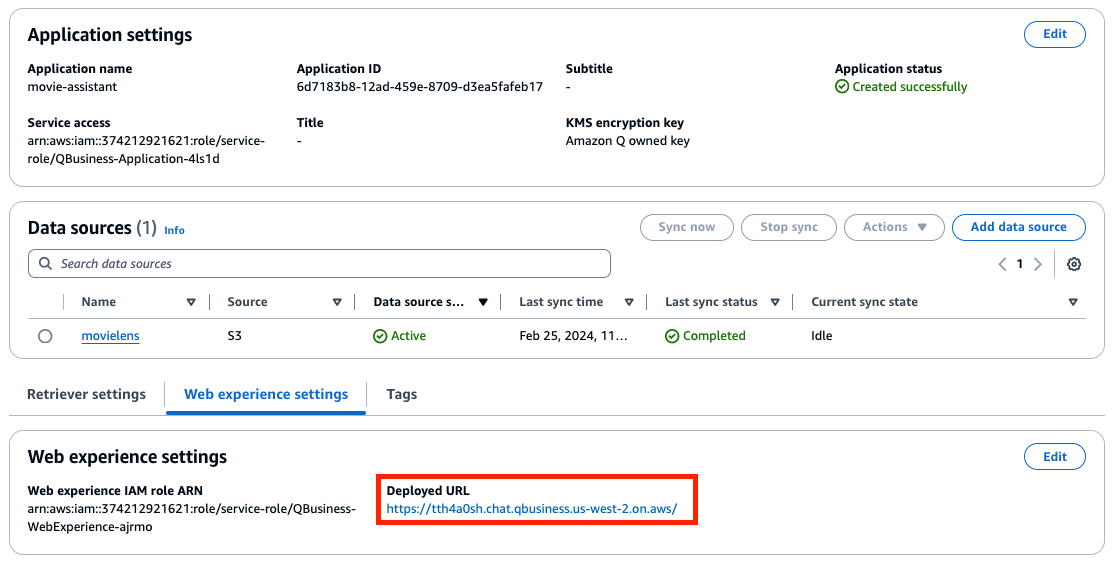 Application settings
Edit
Application name
movie-assistant
Application ID
6d7183b8-12ad-459e-8709-d3ea5fafeb17
Subtitle
-
Application status
Created successfully
Service access
arn:aws:iam::374212921621:role/service-
role/QBusiness-Application-4ls1d
Title
-
KMS encryption key
Amazon Q owned key
Data sources (1) Info
Sync now
Stop sync
Actions
Add data source
Search data sources
1
Name
Source
Data source s...
Last sync time
Last sync status
Current sync state
movielens
S3
Active
Feb 25, 2024, 11...
Completed
Idle
Retriever settings
Web experience settings
Tags
Web experience settings
Edit
Web experience IAM role ARN
arn:aws:iam::374212921621:role/service-role/QBusiness-
WebExperience-ajrmo
Deployed URL
https://tth4a0sh.chat.qbusiness.us-west-2.on.aws/